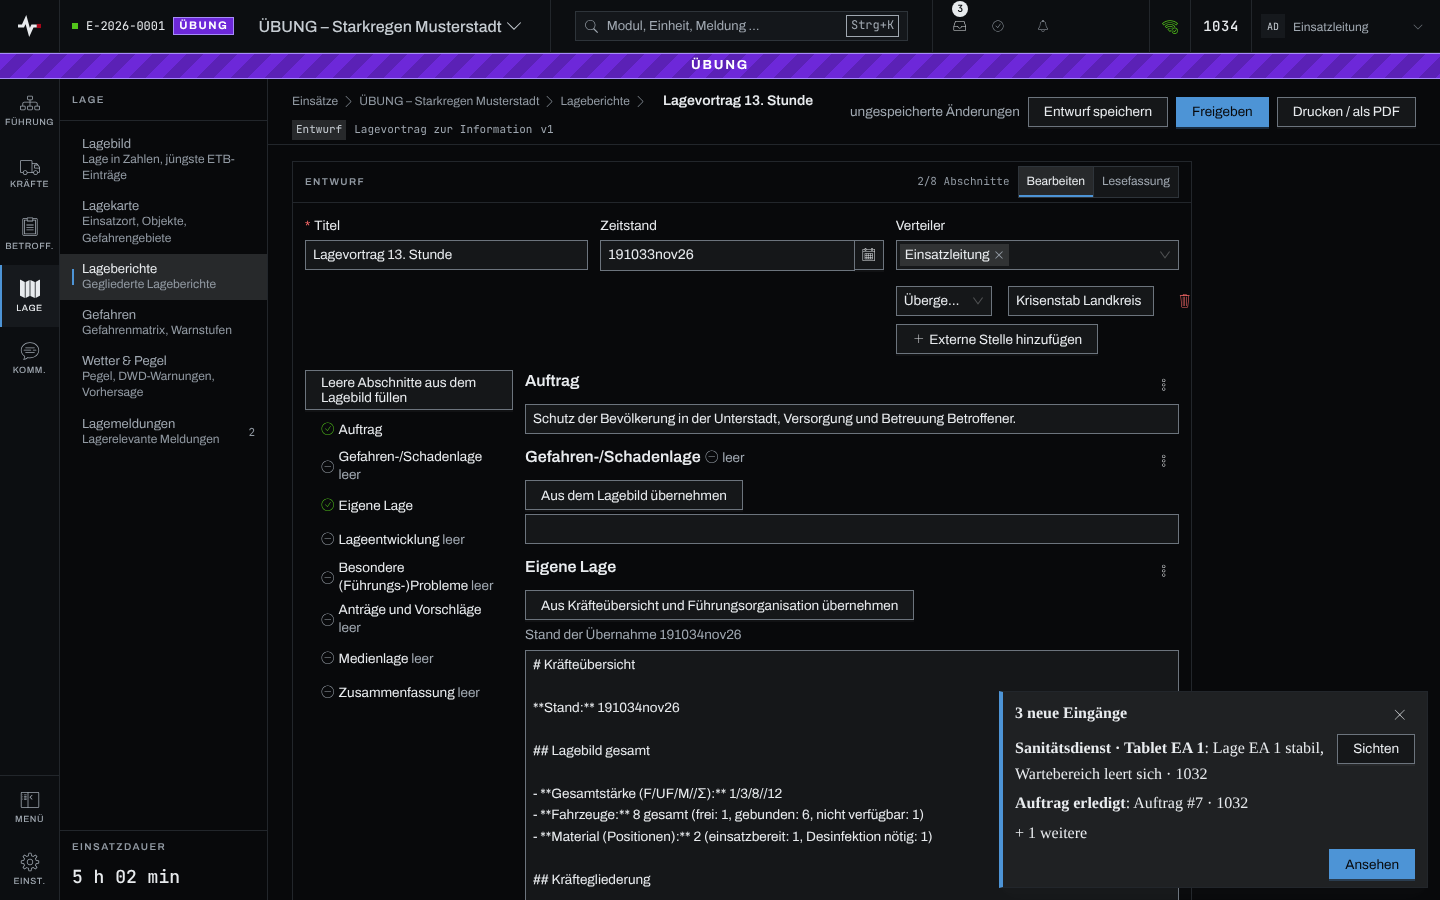 E-2026-0001 ÜBUNG ÜBUNG – Starkregen Musterstadt
Modul, Einheit, Meldung ... Strg+K
3
1034
AD Einsatzleitung
ÜBUNG
FÜHRUNG
KRÄFTE
BETROFF.
LAGE
KOMM.
MENÜ
EINST.
LAGE
Lagebild
Lage in Zahlen, jüngste ETB-
Einträge
Lagekarte
Einsatzort, Objekte,
Gefahrengebiete
Lageberichte
Gegliederte Lageberichte
Gefahren
Gefahrenmatrix, Warnstufen
Wetter & Pegel
Pegel, DWD-Warnungen,
Vorhersage
Lagemeldungen
Lagerelevante Meldungen 2
EINSATZDAUER
5 h 02 min
Einsätze ÜBUNG – Starkregen Musterstadt Lageberichte Lagevortrag 13. Stunde
Entwurf Lagevortrag zur Information v1
ungespeicherte Änderungen Entwurf speichern Freigeben Drucken / als PDF
ENTWURF 2/8 Abschnitte Bearbeiten Lesefassung
* Titel Zeitstand Verteiler
Lagevortrag 13. Stunde 191033nov26 Einsatzleitung
Überge... Krisenstab Landkreis
Externe Stelle hinzufügen
Leere Abschnitte aus dem
Lagebild füllen
Auftrag
Gefahren-/Schadenlage
leer
Eigene Lage
Lageentwicklung leer
Besondere
(Führungs-)Probleme leer
Anträge und Vorschläge
leer
Medienlage leer
Zusammenfassung leer
Auftrag
Schutz der Bevölkerung in der Unterstadt, Versorgung und Betreuung Betroffener.
Gefahren-/Schadenlage leer
Aus dem Lagebild übernehmen
Eigene Lage
Aus Kräfteübersicht und Führungsorganisation übernehmen
Stand der Übernahme 191034nov26
# Kräfteübersicht
**Stand:** 191034nov26
## Lagebild gesamt
- **Gesamtstärke (F/UF/M//Σ):** 1/3/8//12
- **Fahrzeuge:** 8 gesamt (frei: 1, gebunden: 6, nicht verfügbar: 1)
- **Material (Positionen):** 2 (einsatzbereit: 1, Desinfektion nötig: 1)
## Kräftegliederung
3 neue Eingänge
Sanitätsdienst · Tablet EA 1: Lage EA 1 stabil,
Wartebereich leert sich · 1032
Sichten
Auftrag erledigt: Auftrag #7 · 1032
+ 1 weitere
Ansehen